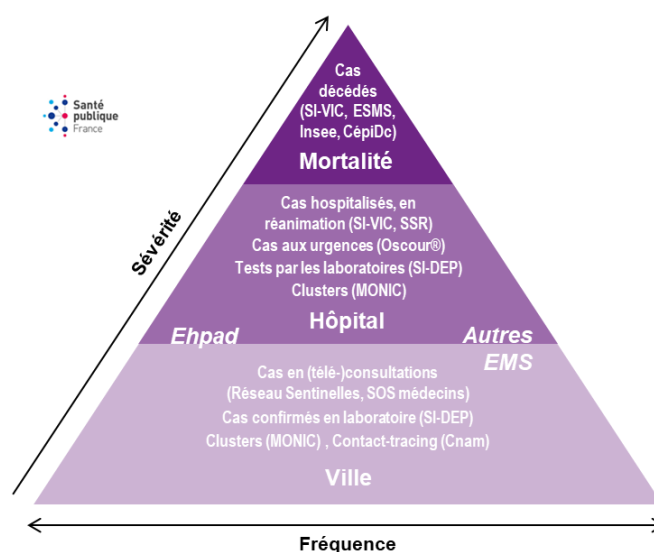 Santé
publique
France
Sévérité
Cas
décédés
(SI-VIC, ESMS,
Insee, CépiDc)
Mortalité
Cas hospitalisés, en
réanimation (SI-VIC, SSR)
Cas aux urgences (Oscour®)
Tests par les laboratoires (SI-DEP)
Clusters (MONIC)
Hôpital
Ehpad
Autres
EMS
Cas en (télé-)consultations
(Réseau Sentinelles, SOS médecins)
Cas confirmés en laboratoire (SI-DEP)
Clusters (MONIC) , Contact-tracing (Cnam)
Ville
Fréquence